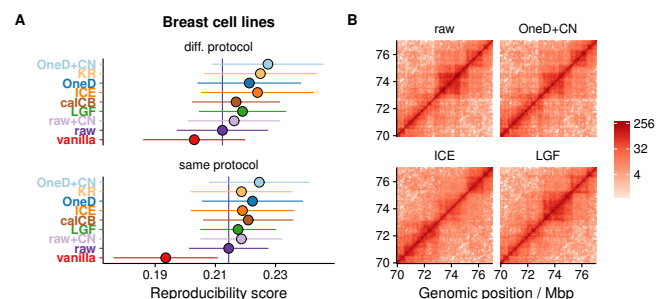 A
Breast cell lines
diff. protocol
OneD+CN
KR
OneD
ICE
calCB
LGF
raw+CN
raw
vanilla
same protocol
OneD+CN
KR
OneD
ICE
calCB
LGF
raw+CN
raw
vanilla
0.19 0.21 0.23
Reproducibility score
B
raw OneD+CN
76
74
72
70
ICE LGF
76
74
72
70
70 72 74 76 70 72 74 76
Genomic position / Mbp
256
32
4